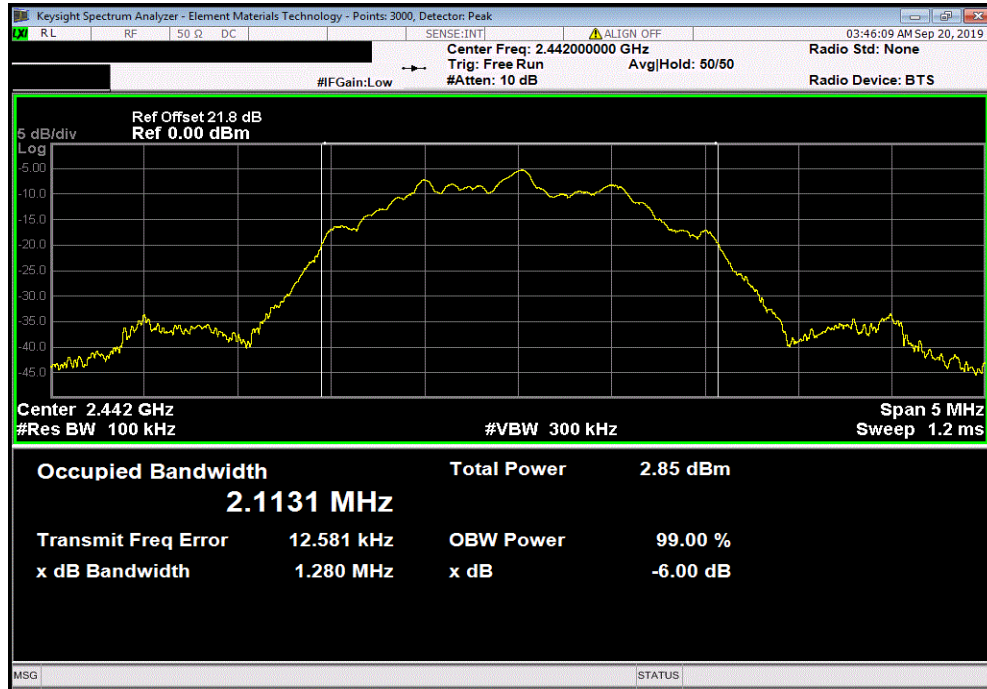 Keysight Spectrum Analyzer - Element Materials Technology - Points: 3000, Detector: Peak
LXI RL RF 50 Ω DC SENSE:INT ALIGN OFF 03:46:09 AM Sep 20, 2019
Center Freq: 2.442000000 GHz Radio Std: None
Trig: Free Run Avg|Hold: 50/50
#IFGain:Low #Atten: 10 dB Radio Device: BTS
Ref Offset 21.8 dB
5 dB/div Ref 0.00 dBm
Log
-5.00
-10.0
-15.0
-20.0
-25.0
-30.0
-35.0
-40.0
-45.0
Center 2.442 GHz Span 5 MHz
#Res BW 100 kHz #VBW 300 kHz Sweep 1.2 ms
Occupied Bandwidth Total Power 2.85 dBm
2.1131 MHz
Transmit Freq Error 12.581 kHz OBW Power 99.00 %
x dB Bandwidth 1.280 MHz x dB -6.00 dB
MSG STATUS